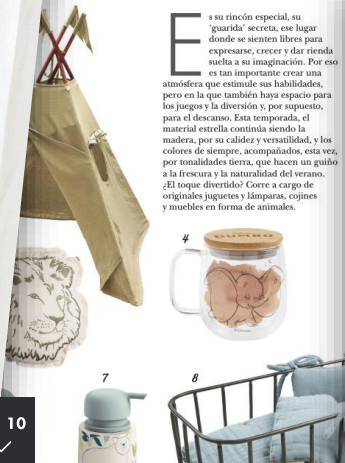 Es su rincón especial, su
'guarida' secreta, ese lugar
donde se sienten libres para
expresarse, crecer y dar rienda
suelta a su imaginación. Por eso
es tan importante crear una
atmósfera que estimule sus habilidades,
pero en la que también haya espacio para
los juegos y la diversión y, por supuesto,
para el descanso. Esta temporada, el
material estrella continúa siendo la
madera, por su calidez y versatilidad, y los
colores de siempre, acompañados, esta vez,
por tonalidades tierra, que hacen un guiño
a la frescura y la naturalidad del verano.
¿El toque divertido? Corre a cargo de
originales juguetes y lámparas, cojines
y muebles en forma de animales.
4
DUMBO
7
8
10